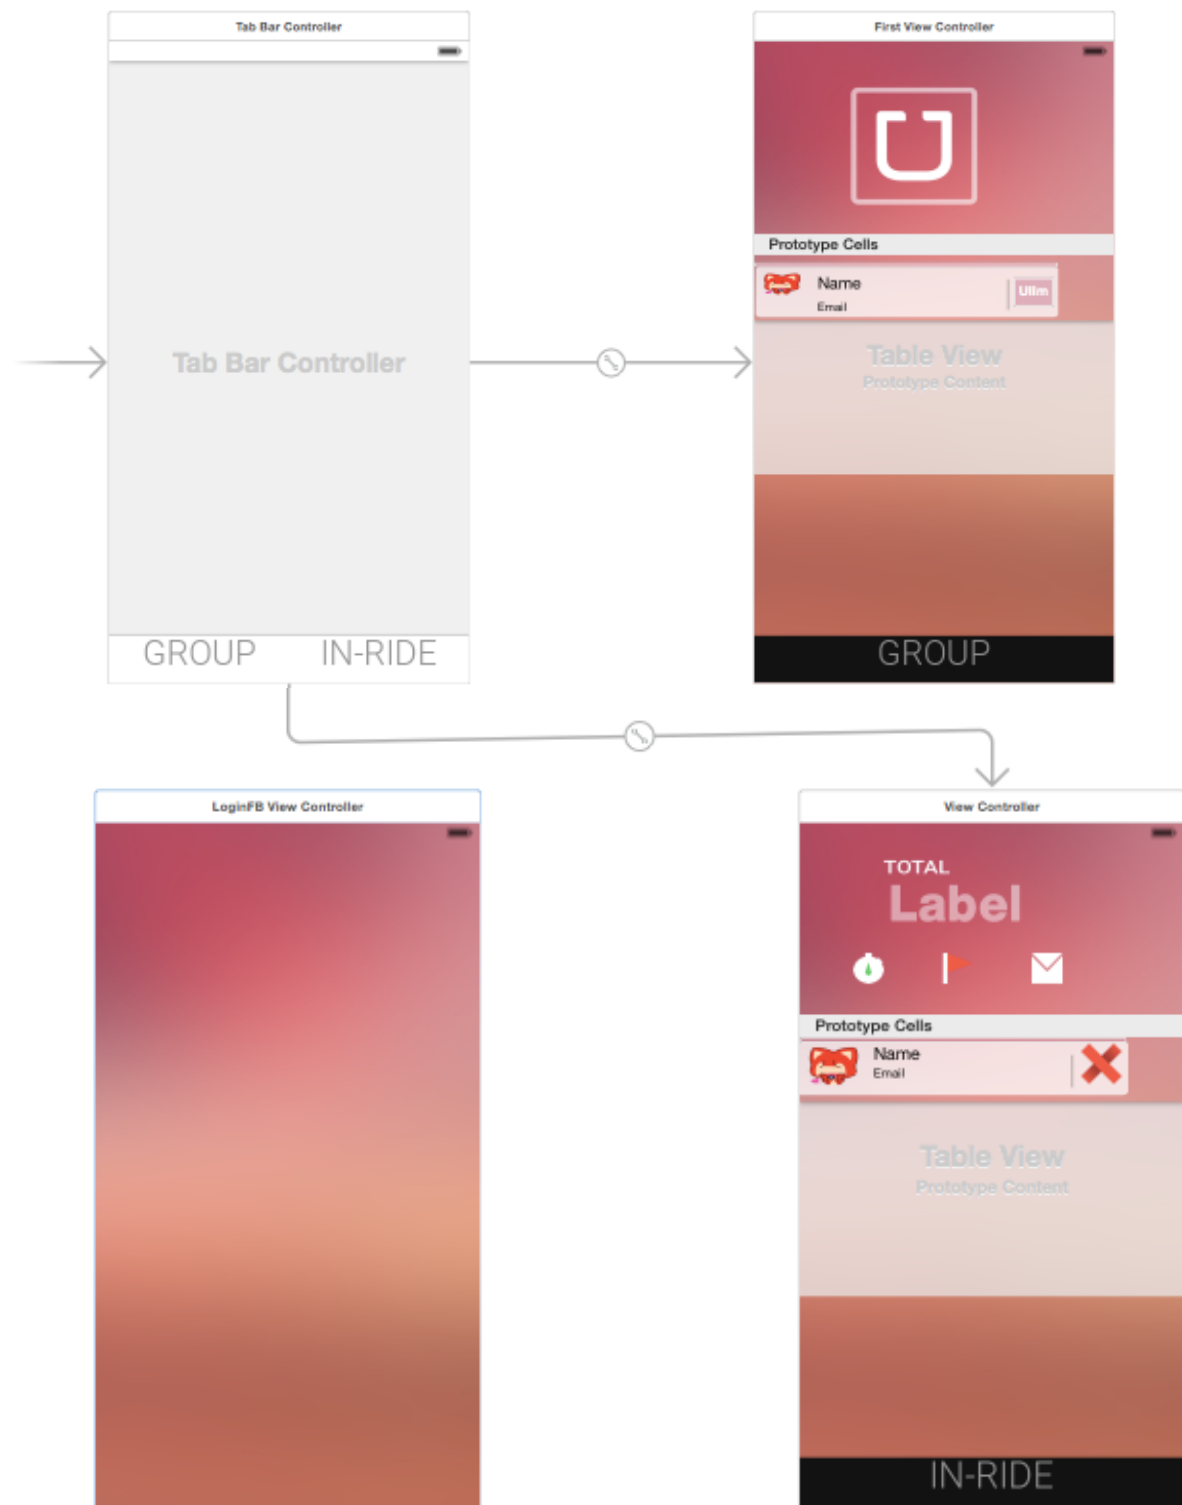 Tab Bar Controller
Tab Bar Controller
GROUP
IN-RIDE
First View Controller
Prototype Cells
Name
Email
Table View
Prototype Content
GROUP
LoginFB View Controller
View Controller
TOTAL
Label
Prototype Cells
Name
Email
Table View
Prototype Content
IN-RIDE